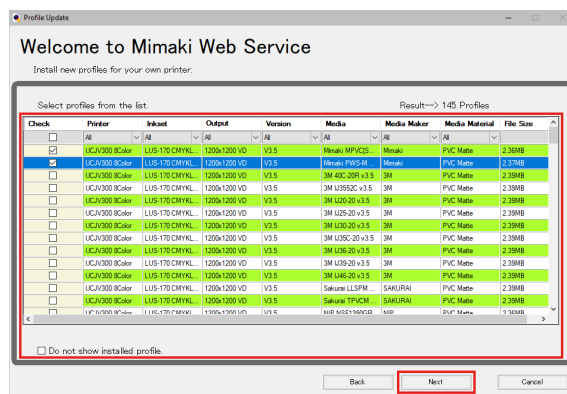 Profile Update
Welcome to Mimaki Web Service
Install new profiles for your own printer.
Select profiles from the list. Result--> 145 Profiles
Check Printer Inkset Output Version Media Media Maker Media Material File Size
All All All All All All All
UCJV300 8Color LUS-170 CMYKL... 1200x1200 VD V3.5 Mimaki MPVC(S... Mimaki PVC Matte 2.36MB
UCJV300 8Color LUS-170 CMYKL... 1200x1200 VD V3.5 Mimaki PWS-M ... Mimaki PVC Matte 2.37MB
UCJV300 8Color LUS-170 CMYKL... 1200x1200 VD V3.5 3M 40C-20R v3.5 3M PVC Matte 2.39MB
UCJV300 8Color LUS-170 CMYKL... 1200x1200 VD V3.5 3M IJ3552C v3.5 3M PVC Matte 2.39MB
UCJV300 8Color LUS-170 CMYKL... 1200x1200 VD V3.5 3M IJ20-20 v3.5 3M PVC Matte 2.39MB
UCJV300 8Color LUS-170 CMYKL... 1200x1200 VD V3.5 3M IJ25-20 v3.5 3M PVC Matte 2.39MB
UCJV300 8Color LUS-170 CMYKL... 1200x1200 VD V3.5 3M IJ30-20 v3.5 3M PVC Matte 2.39MB
UCJV300 8Color LUS-170 CMYKL... 1200x1200 VD V3.5 3M IJ35C-20 v3.5 3M PVC Matte 2.39MB
UCJV300 8Color LUS-170 CMYKL... 1200x1200 VD V3.5 3M IJ36-20 v3.5 3M PVC Matte 2.39MB
UCJV300 8Color LUS-170 CMYKL... 1200x1200 VD V3.5 3M IJ39-20 v3.5 3M PVC Matte 2.39MB
UCJV300 8Color LUS-170 CMYKL... 1200x1200 VD V3.5 3M IJ46-20 v3.5 3M PVC Matte 2.39MB
UCJV300 8Color LUS-170 CMYKL... 1200x1200 VD V3.5 Sakurai LLSPM ... SAKURAI PVC Matte 2.39MB
UCJV300 8Color LUS-170 CMYKL... 1200x1200 VD V3.5 Sakurai TPVCM ... SAKURAI PVC Matte 2.39MB
UCJV300 8Color LUS-170 CMYKL... 1200x1200 VD V3.5 NIP PVC Matte
Do not show installed profile.
Back Next Cancel